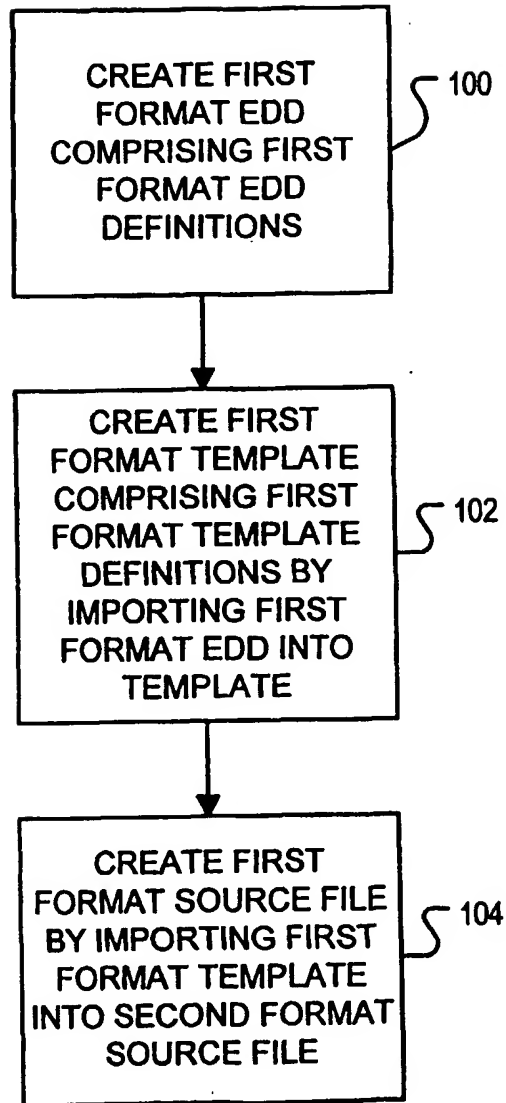 CREATE FIRST
FORMAT EDD
COMPRISING FIRST
FORMAT EDD
DEFINITIONS
100
CREATE FIRST
FORMAT TEMPLATE
COMPRISING FIRST
FORMAT TEMPLATE
DEFINITIONS BY
IMPORTING FIRST
FORMAT EDD INTO
TEMPLATE
102
CREATE FIRST
FORMAT SOURCE FILE
BY IMPORTING FIRST
FORMAT TEMPLATE
INTO SECOND FORMAT
SOURCE FILE
104